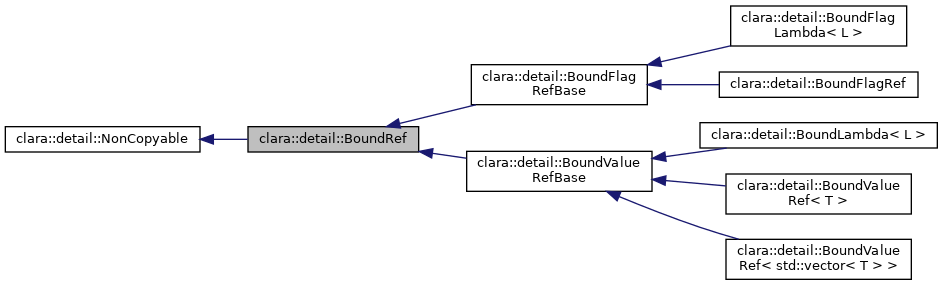 clara::detail::NonCopyable
clara::detail::BoundRef
clara::detail::BoundFlag
RefBase
clara::detail::BoundValue
RefBase
clara::detail::BoundFlag
Lambda< L >
clara::detail::BoundFlagRef
clara::detail::BoundLambda< L >
clara::detail::BoundValue
Ref< T >
clara::detail::BoundValue
Ref< std::vector< T > >